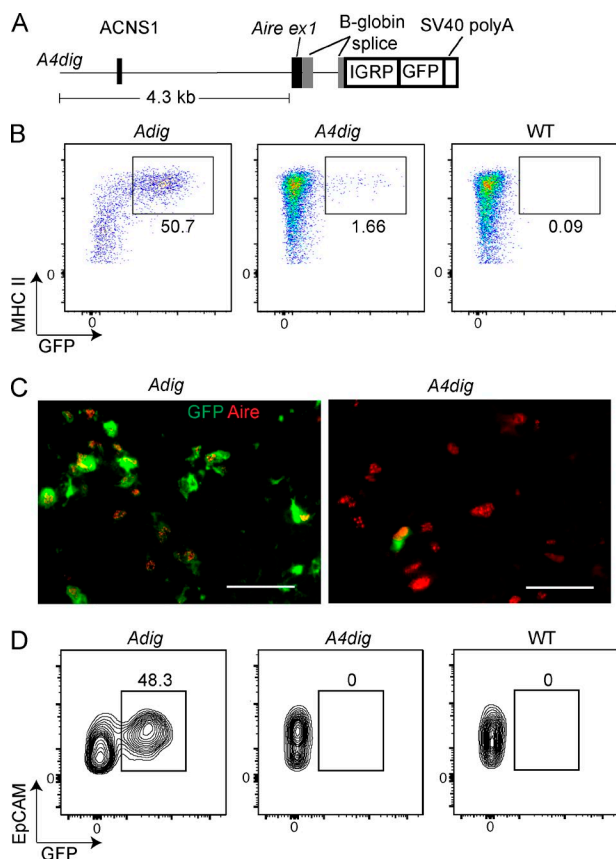 A
ACNS1
Aire ex1
B-globin
splice
SV40 polyA
A4dig
IGRP
GFP
4.3 kb
B
Adig
A4dig
WT
50.7
1.66
0.09
0
0
0
0
0
0
MHC II
GFP
C
Adig
A4dig
GFP Aire
D
Adig
A4dig
WT
48.3
0
0
0
0
0
0
0
0
EpCAM
GFP